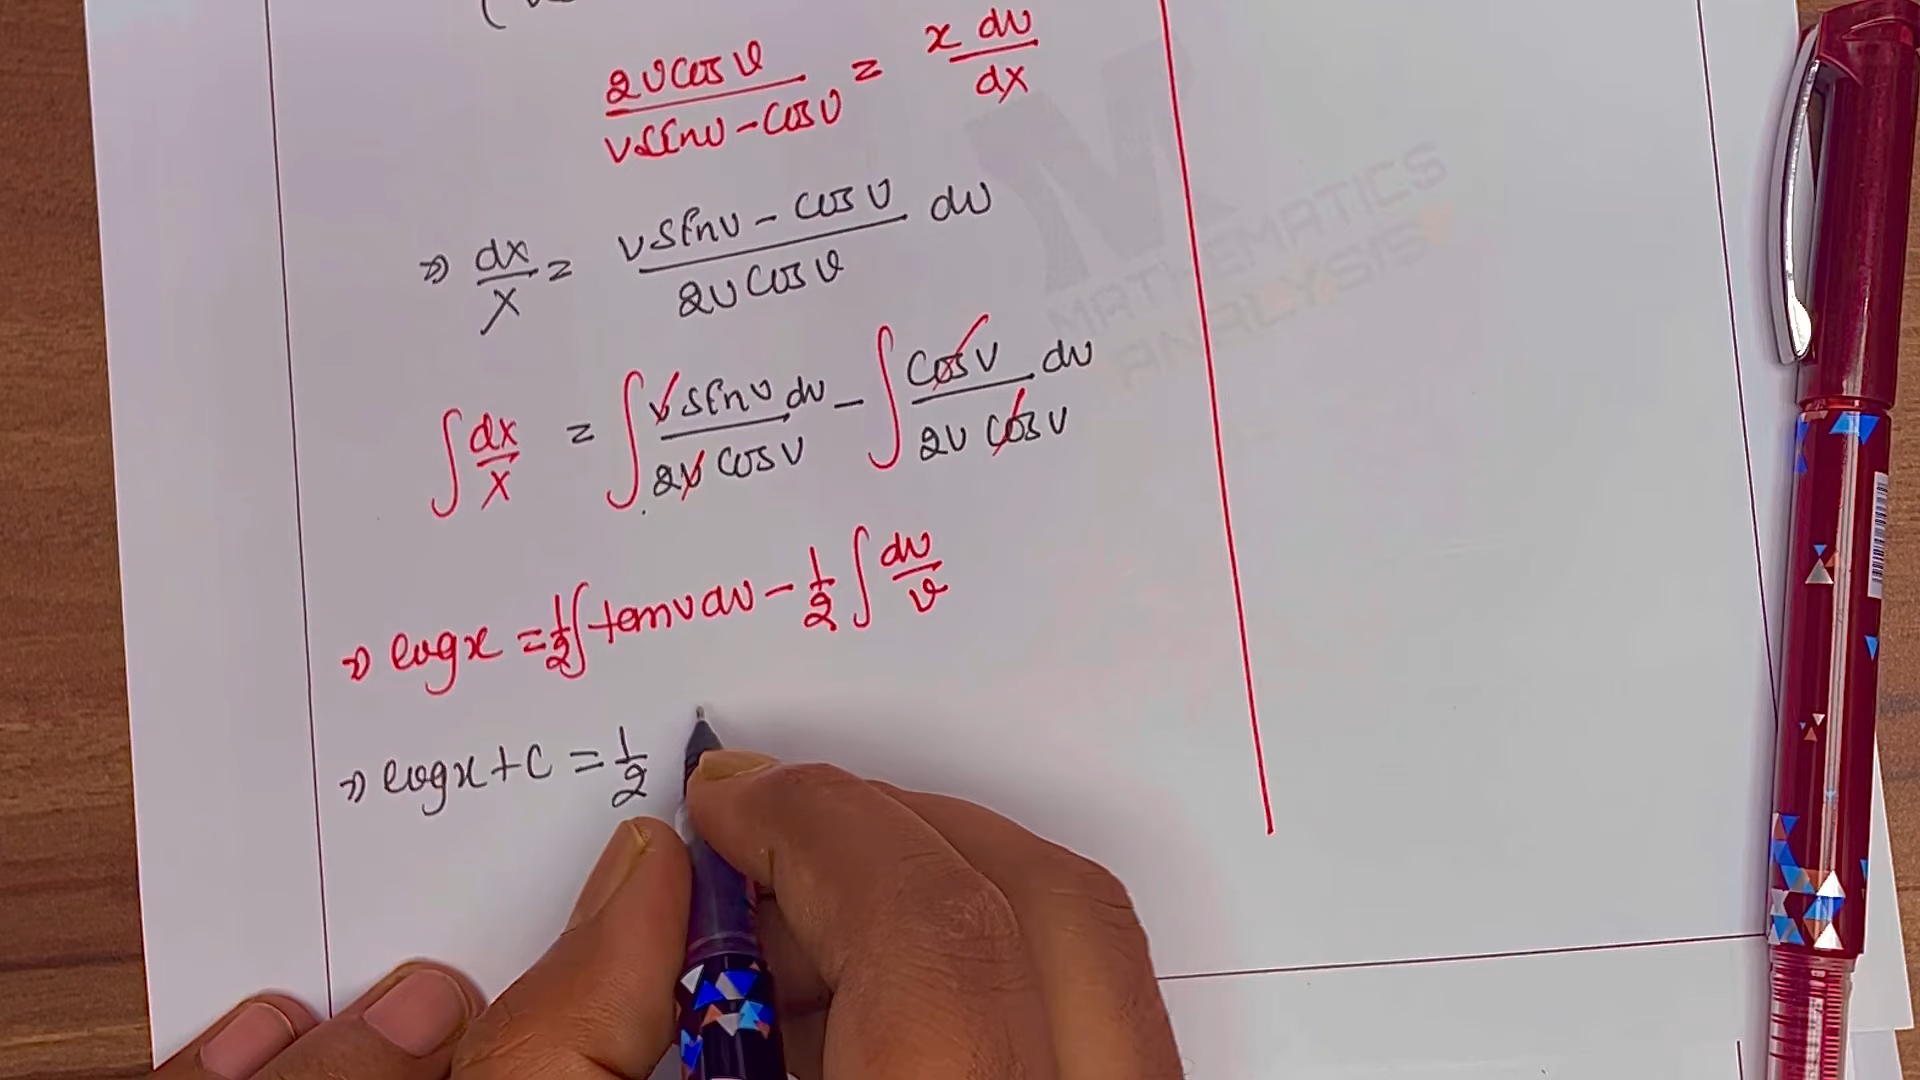 2v cos v / v sin v - cos v = x dv / dx
⇒ dx/x = v sin v - cos v / 2v cos v dv
∫ dx/x = ∫ v sin v dv / 2v cos v - ∫ cos v / 2v cos v dv
⇒ log x = 1/2 ∫ tan v dv - 1/2 ∫ dv/v
⇒ log x + c = 1/2
MATHEMATICS
ANALYSIS